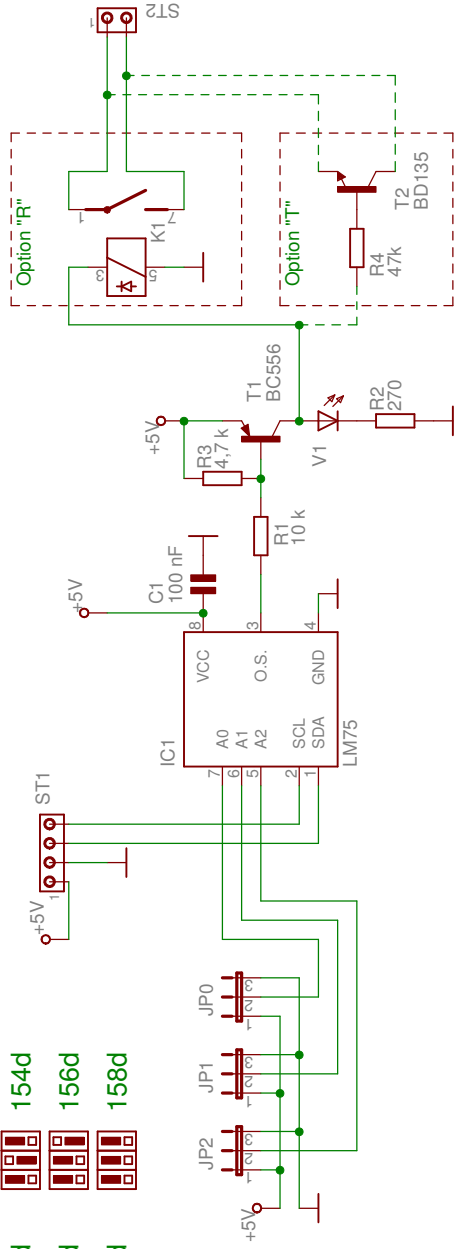 ST2
1
Option "R"
1
7
K1
3
5
Option "T"
T2
BD135
R4
47k
+5V
T1
BC556
R3
4,7 k
V1
R2
270
R1
10 k
C1
100 nF
+5V
8
3
4
VCC
O.S.
GND
IC1
LM75
A0
A1
A2
SCL
SDA
7
6
5
2
1
ST1
+5V
1
JP0
1
2
3
JP1
1
2
3
JP2
1
2
3
+5V
154d
156d
158d